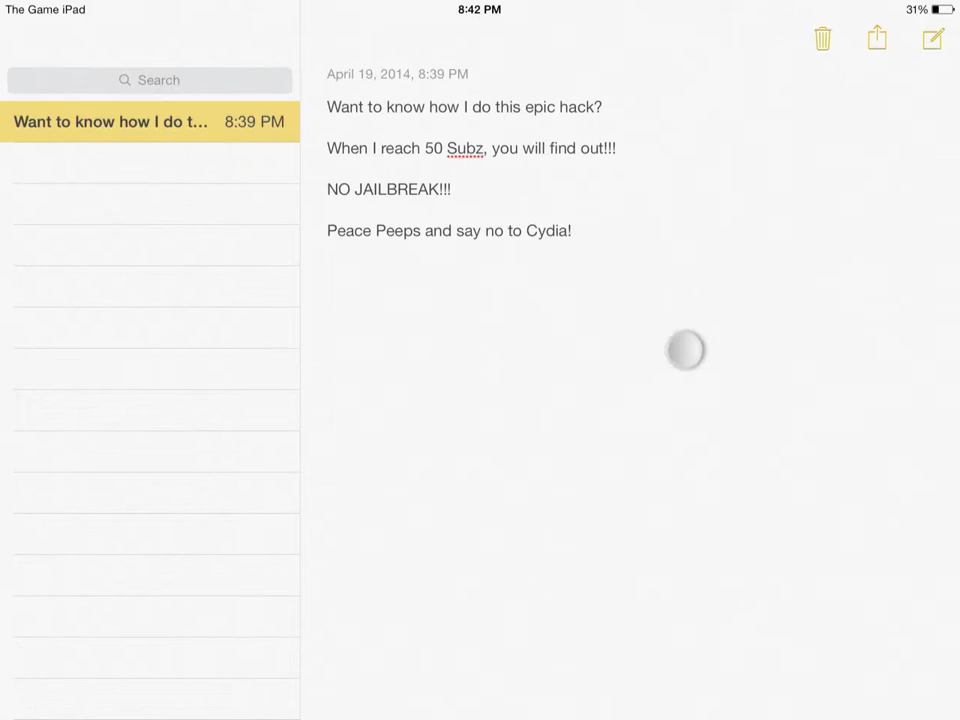 The Game iPad
8:42 PM
31%
Search
Want to know how I do t... 8:39 PM
April 19, 2014, 8:39 PM
Want to know how I do this epic hack?
When I reach 50 Subz, you will find out!!!
NO JAILBREAK!!!
Peace Peeps and say no to Cydia!